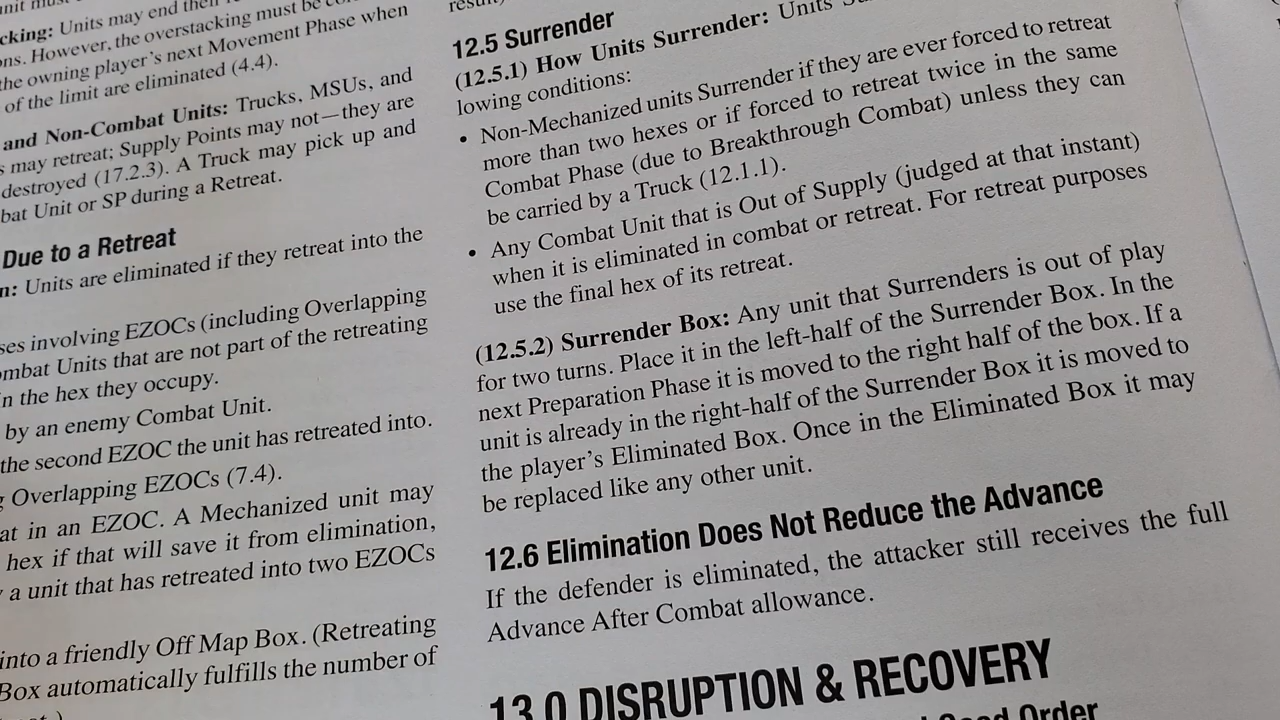 cking: Units may end their
ons. However, the overstacking must be
the owning player's next Movement Phase when
of the limit are eliminated (4.4).
and Non-Combat Units: Trucks, MSUs, and
s may retreat; Supply Points may not—they are
destroyed (17.2.3). A Truck may pick up and
bat Unit or SP during a Retreat.
Due to a Retreat
n: Units are eliminated if they retreat into the
ses involving EZOCs (including Overlapping
ombat Units that are not part of the retreating
in the hex they occupy.
by an enemy Combat Unit.
the second EZOC the unit has retreated into.
g Overlapping EZOCs (7.4).
at in an EZOC. A Mechanized unit may
hex if that will save it from elimination,
y a unit that has retreated into two EZOCs
into a friendly Off Map Box. (Retreating
Box automatically fulfills the number of
result)
12.5 Surrender
(12.5.1) How Units Surrender: Units
lowing conditions:
• Non-Mechanized units Surrender if they are ever forced to retreat
more than two hexes or if forced to retreat twice in the same
Combat Phase (due to Breakthrough Combat) unless they can
be carried by a Truck (12.1.1).
• Any Combat Unit that is Out of Supply (judged at that instant)
when it is eliminated in combat or retreat. For retreat purposes
use the final hex of its retreat.
(12.5.2) Surrender Box: Any unit that Surrenders is out of play
for two turns. Place it in the left-half of the Surrender Box. In the
next Preparation Phase it is moved to the right half of the box. If a
unit is already in the right-half of the Surrender Box it is moved to
the player's Eliminated Box. Once in the Eliminated Box it may
be replaced like any other unit.
12.6 Elimination Does Not Reduce the Advance
If the defender is eliminated, the attacker still receives the full
Advance After Combat allowance.
13.0 DISRUPTION & RECOVERY
Good Order